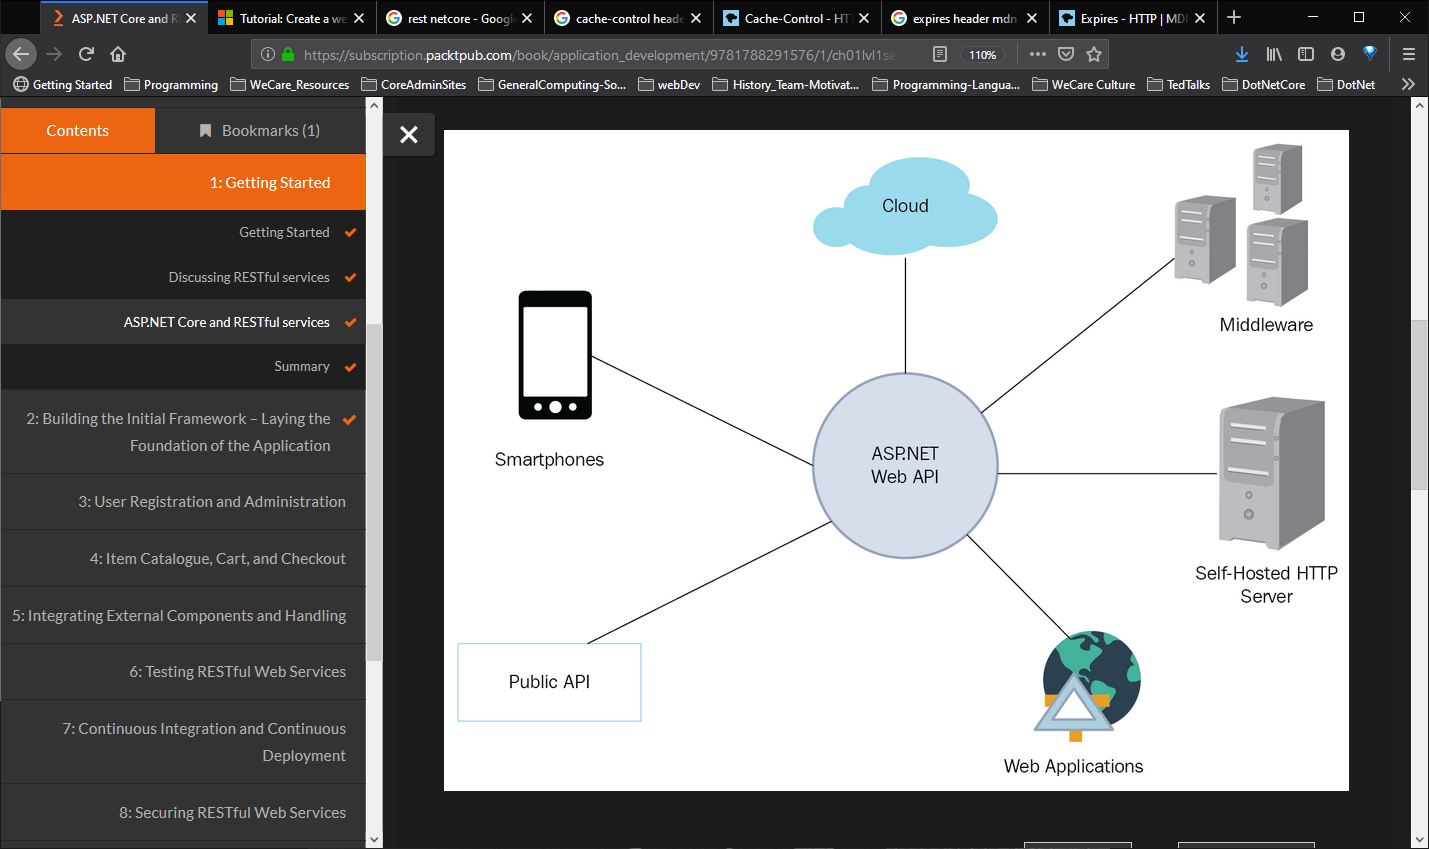 ASP.NET Core and R
Tutorial: Create a we
rest netcore - Google
cache-control heade
Cache-Control - HT
expires header mdn
Expires - HTTP | MDN
https://subscription.packtpub.com/book/application_development/9781788291576/1/ch01lvl1se
110%
Getting Started
Programming
WeCare_Resources
CoreAdminSites
GeneralComputing-So...
webDev
History_Team-Motivat...
Programming-Langua...
WeCare Culture
TedTalks
DotNetCore
DotNet
Contents
Bookmarks (1)
1: Getting Started
Getting Started
Discussing RESTful services
ASP.NET Core and RESTful services
Summary
2: Building the Initial Framework – Laying the
Foundation of the Application
3: User Registration and Administration
4: Item Catalogue, Cart, and Checkout
5: Integrating External Components and Handling
6: Testing RESTful Web Services
7: Continuous Integration and Continuous
Deployment
8: Securing RESTful Web Services
Cloud
Middleware
Smartphones
ASP.NET
Web API
Self-Hosted HTTP
Server
Public API
Web Applications